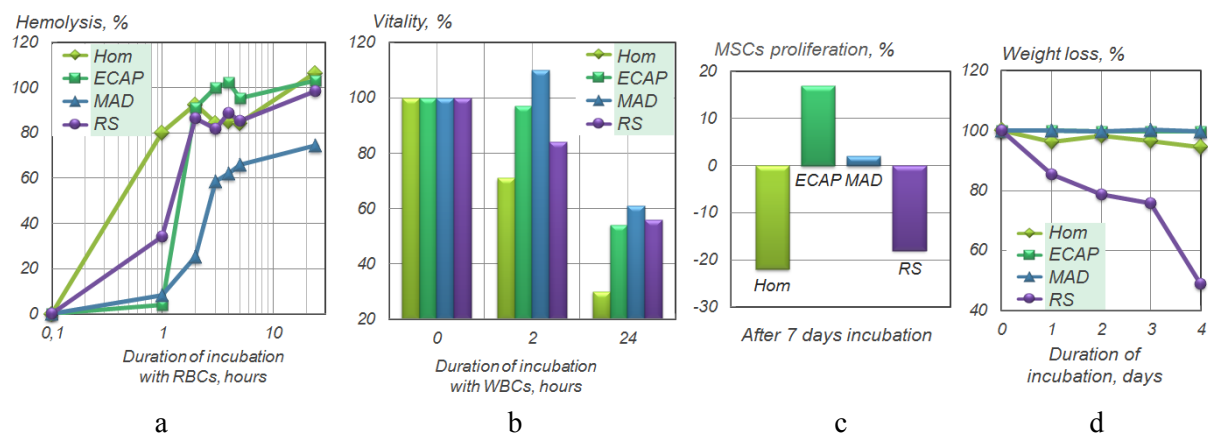 Hemolysis, %
120
100
80
60
40
20
0
0,1
1
10
Hom
ECAP
MAD
RS
Duration of incubation
with RBCs, hours
a
Vitality, %
120
100
80
60
40
20
0
2
24
Hom
ECAP
MAD
RS
Duration of incubation
with WBCs, hours
b
MSCs proliferation, %
20
10
0
-10
-20
-30
ECAP MAD
Hom
RS
After 7 days incubation
c
Weight loss, %
120
100
80
60
40
0
1
2
3
4
Hom
ECAP
MAD
RS
Duration of
incubation, days
d